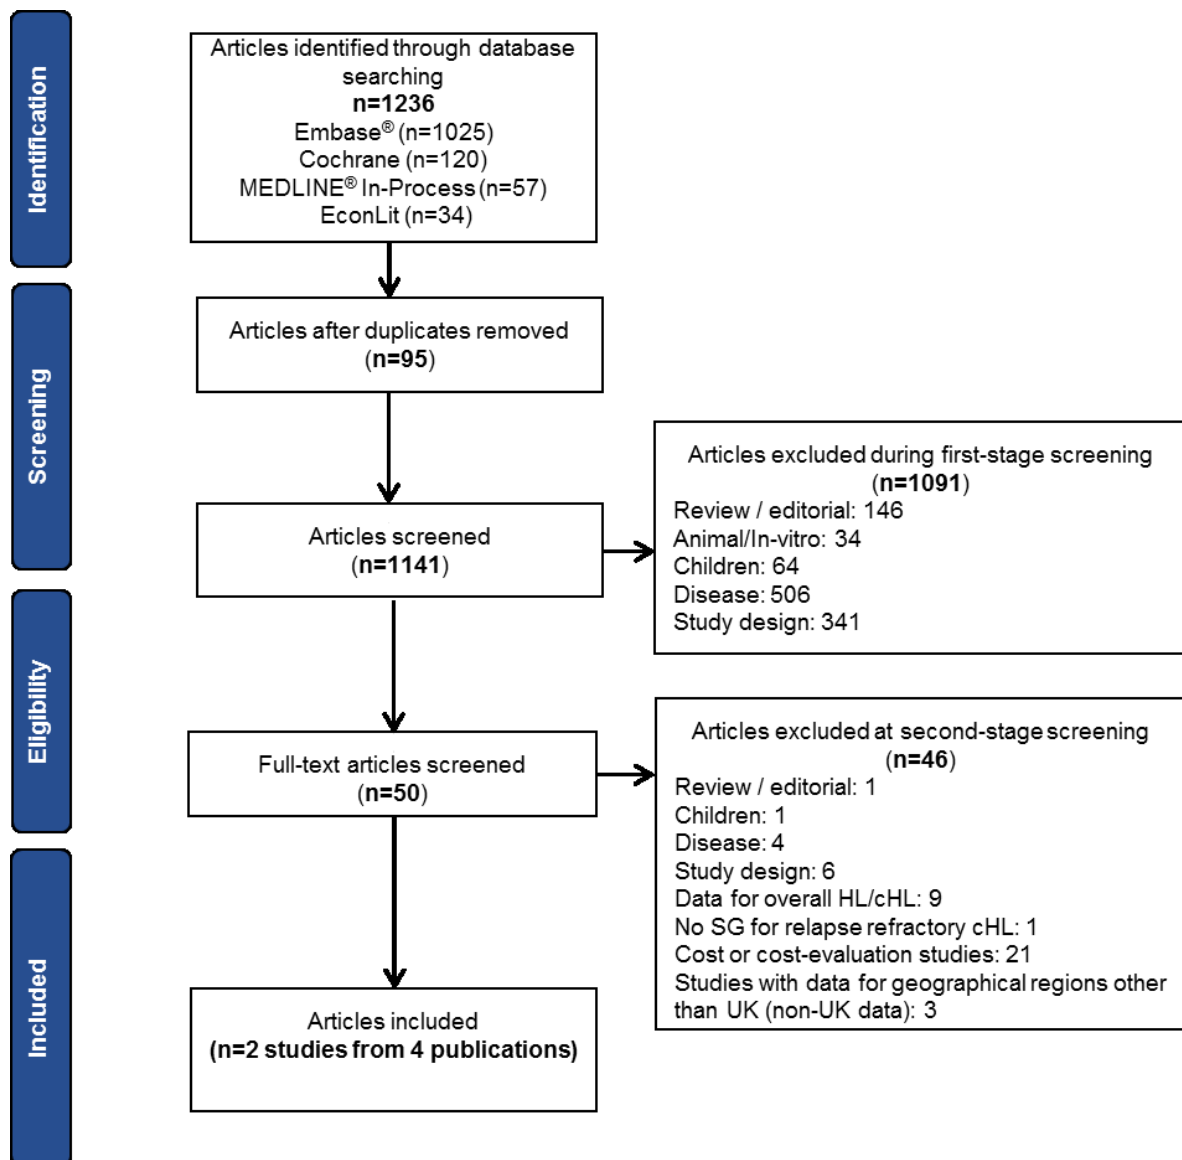 Identification
Articles identified through database
searching
n=1236
Embase® (n=1025)
Cochrane (n=120)
MEDLINE® In-Process (n=57)
EconLit (n=34)
Screening
Articles after duplicates removed
(n=95)
Articles screened
(n=1141)
Articles excluded during first-stage screening
(n=1091)
Review / editorial: 146
Animal/In-vitro: 34
Children: 64
Disease: 506
Study design: 341
Eligibility
Full-text articles screened
(n=50)
Articles excluded at second-stage screening
(n=46)
Review / editorial: 1
Children: 1
Disease: 4
Study design: 6
Data for overall HL/cHL: 9
No SG for relapse refractory cHL: 1
Cost or cost-evaluation studies: 21
Studies with data for geographical regions other
than UK (non-UK data): 3
Included
Articles included
(n=2 studies from 4 publications)